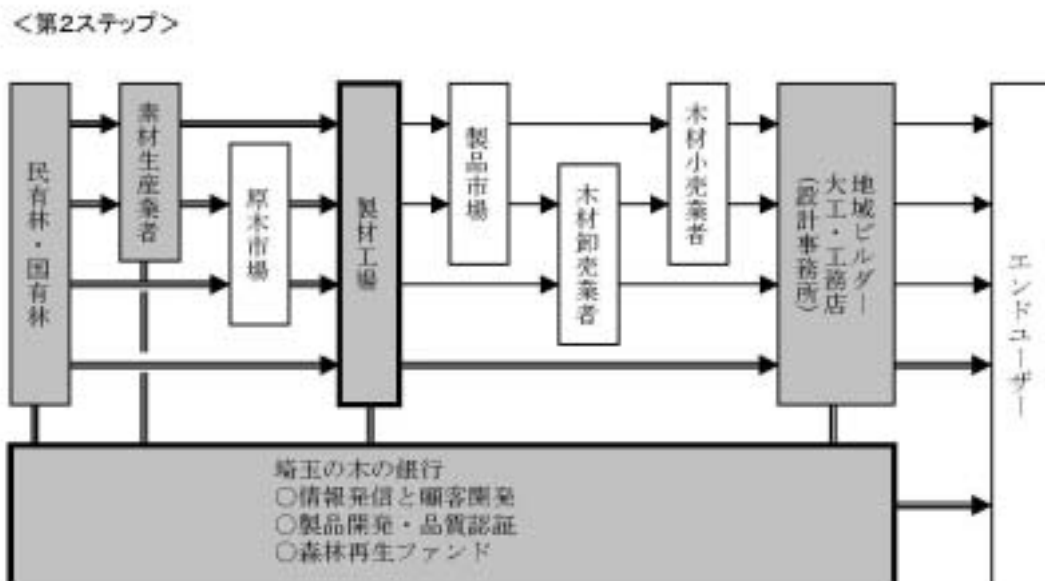 ＜第2ステップ＞
民有林・国有林
素材生産業者
原木市場
製材工場
製品市場
木材卸売業者
木材小売業者
地域ビルダー
大工・工務店
(設計事務所)
エンドユーザー
埼玉の木の銀行
○情報発信と顧客開発
○製品開発・品質認証
○森林再生ファンド